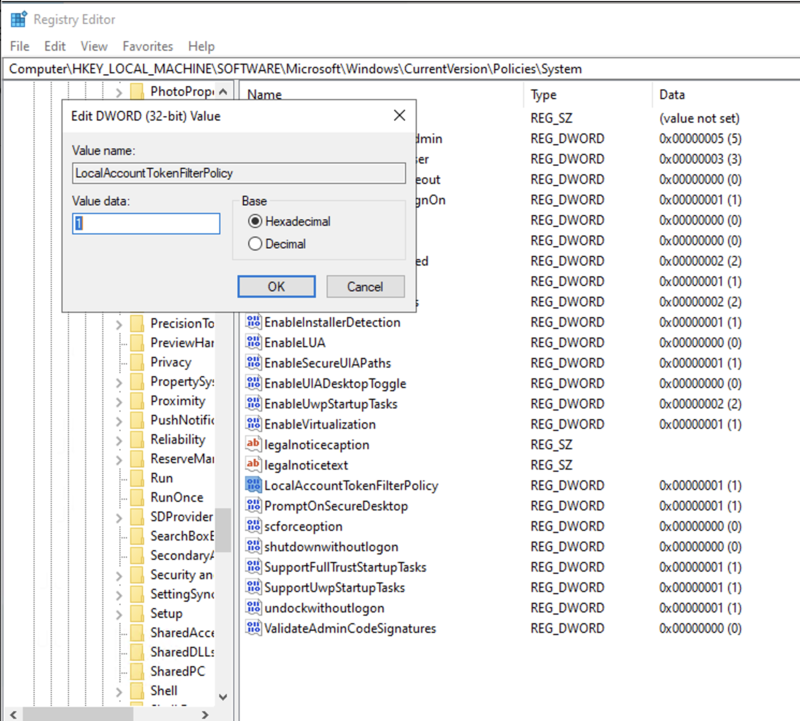 Registry Editor
File Edit View Favorites Help
Computer\HKEY_LOCAL_MACHINE\SOFTWARE\Microsoft\Windows\CurrentVersion\Policies\System
PhotoProp
Name Type Data
REG_SZ (value not set)
dmin REG_DWORD 0x00000005 (5)
ser REG_DWORD 0x00000003 (3)
eout REG_DWORD 0x00000000 (0)
gnOn REG_DWORD 0x00000001 (1)
REG_DWORD 0x00000000 (0)
REG_DWORD 0x00000000 (0)
ed REG_DWORD 0x00000002 (2)
REG_DWORD 0x00000001 (1)
s REG_DWORD 0x00000002 (2)
Edit DWORD (32-bit) Value
Value name:
LocalAccountTokenFilterPolicy
Value data:
1
Base
Hexadecimal
Decimal
OK Cancel
PrecisionTo
PreviewHan
Privacy
PropertySys
Proximity
PushNotific
Reliability
ReserveMan
Run
RunOnce
SDProvider
SearchBoxE
SecondaryA
Security an
SettingSync
Setup
SharedAcce
SharedDLLs
SharedPC
Shell
EnableInstallerDetection REG_DWORD 0x00000001 (1)
EnableLUA REG_DWORD 0x00000000 (0)
EnableSecureUIAPaths REG_DWORD 0x00000001 (1)
EnableUIADesktopToggle REG_DWORD 0x00000000 (0)
EnableUwpStartupTasks REG_DWORD 0x00000002 (2)
EnableVirtualization REG_DWORD 0x00000001 (1)
legalnoticecaption REG_SZ
legalnoticetext REG_SZ
LocalAccountTokenFilterPolicy REG_DWORD 0x00000001 (1)
PromptOnSecureDesktop REG_DWORD 0x00000001 (1)
scforceoption REG_DWORD 0x00000000 (0)
shutdownwithoutlogon REG_DWORD 0x00000000 (0)
SupportFullTrustStartupTasks REG_DWORD 0x00000001 (1)
SupportUwpStartupTasks REG_DWORD 0x00000001 (1)
undockwithoutlogon REG_DWORD 0x00000001 (1)
ValidateAdminCodeSignatures REG_DWORD 0x00000000 (0)